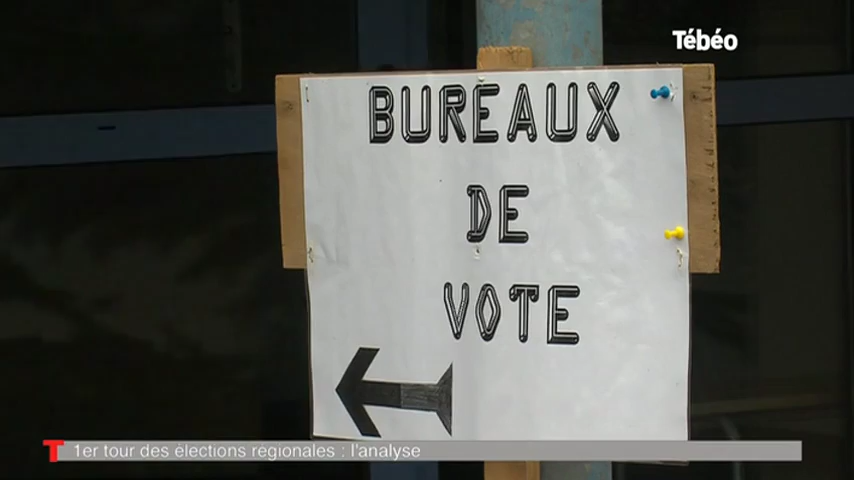 Tébéo
BUREAUX
DE
VOTE
T 1er tour des élections régionales : l'analyse